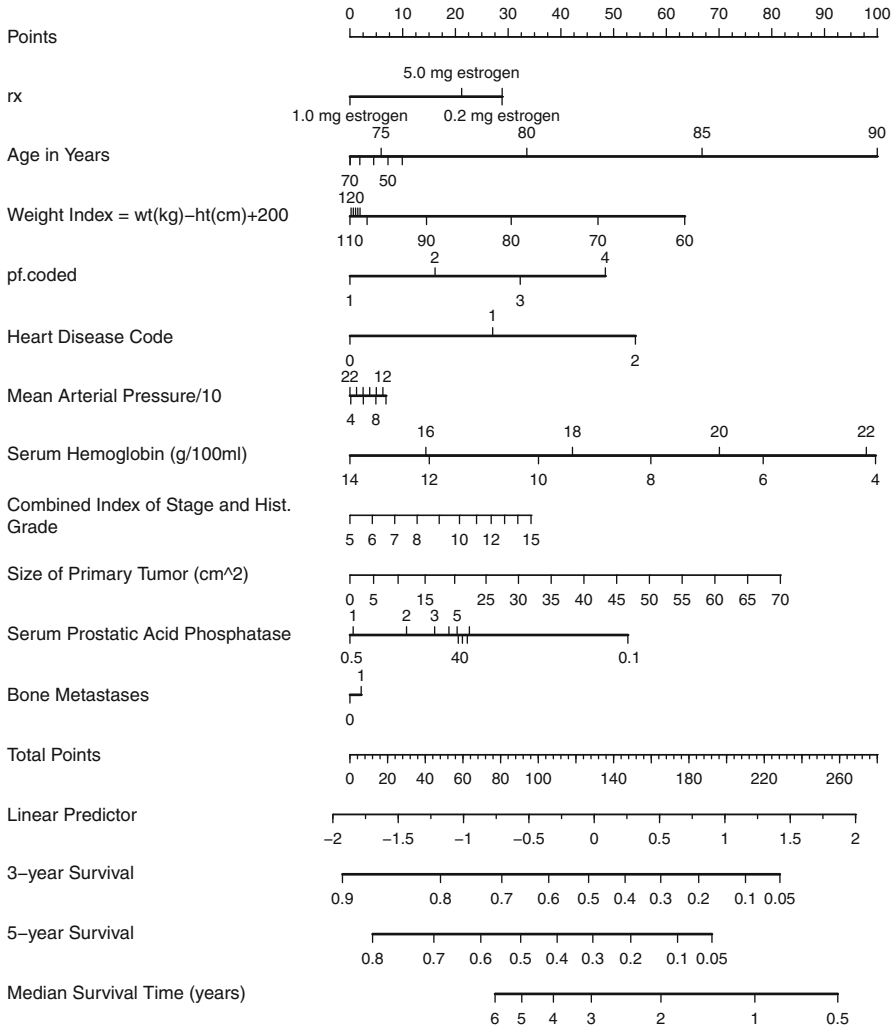 0 10 20 30 40 50 60 70 80 90 100
Points
5.0 mg estrogen
rx
1.0 mg estrogen 0.2 mg estrogen
75 80 85 90
Age in Years
70 50
120
Weight Index = wt(kg)−ht(cm)+200
110 90 80 70 60
2 4
pf.coded
1 3
1
Heart Disease Code
0 2
22 12
Mean Arterial Pressure/10
4 8
16 18 20 22
Serum Hemoglobin (g/100ml)
14 12 10 8 6 4
Combined Index of Stage and Hist.
Grade
5 6 7 8 10 12 15
Size of Primary Tumor (cm^2)
0 5 15 25 30 35 40 45 50 55 60 65 70
1 2 3 5
Serum Prostatic Acid Phosphatase
0.5 40 0.1
1
Bone Metastases
0
Total Points
0 20 40 60 80 100 140 180 220 260
Linear Predictor
−2 −1.5 −1 −0.5 0 0.5 1 1.5 2
3−year Survival
0.9 0.8 0.7 0.6 0.5 0.4 0.3 0.2 0.1 0.05
5−year Survival
0.8 0.7 0.6 0.5 0.4 0.3 0.2 0.1 0.05
Median Survival Time (years)
6 5 4 3 2 1 0.5